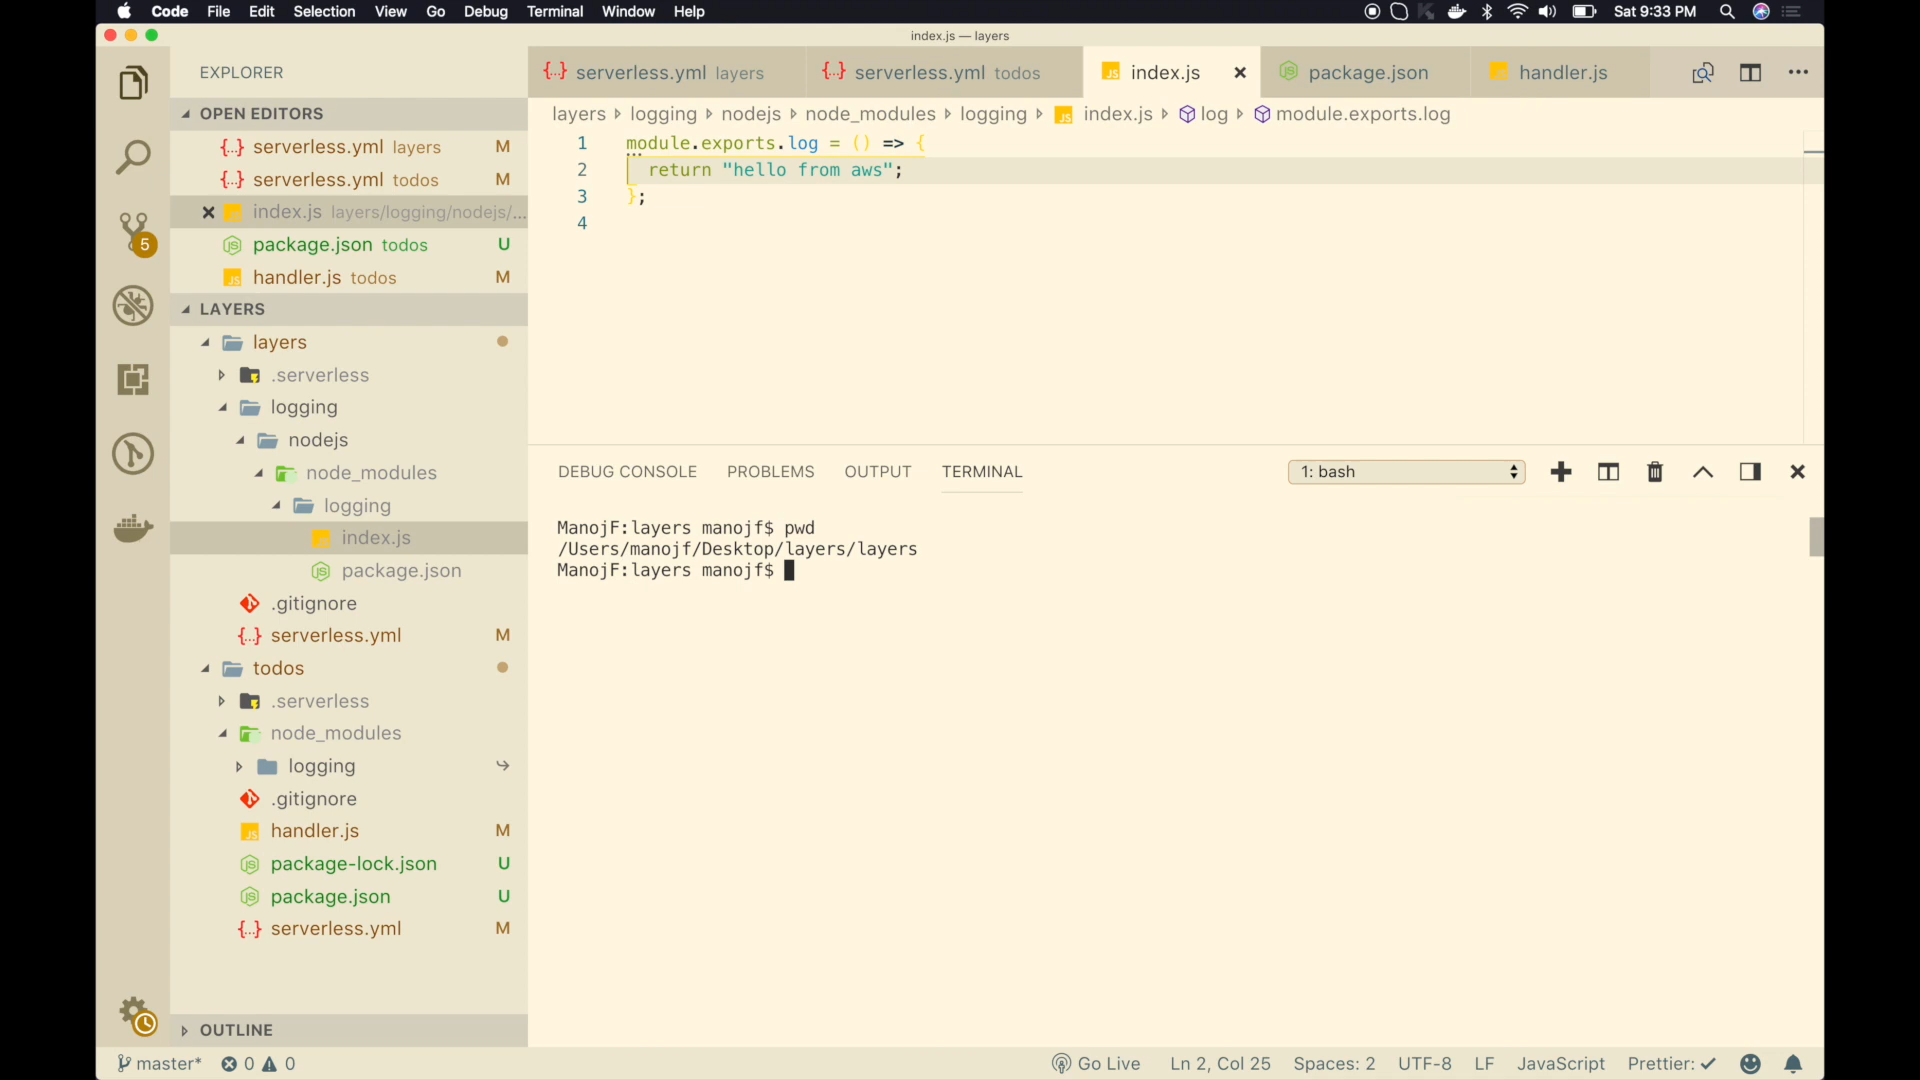 Code File Edit Selection View Go Debug Terminal Window Help Sat 9:33 PM
index.js — layers
EXPLORER
OPEN EDITORS
{..} serverless.yml layers M
{..} serverless.yml todos M
JS index.js layers/logging/nodejs/...
package.json todos U
JS handler.js todos M
LAYERS
layers
.serverless
logging
nodejs
node_modules
logging
JS index.js
package.json
.gitignore
{..} serverless.yml M
todos
.serverless
node_modules
logging
.gitignore
JS handler.js M
package-lock.json U
package.json U
{..} serverless.yml M
OUTLINE
5
{..} serverless.yml layers {..} serverless.yml todos JS index.js package.json JS handler.js
layers logging nodejs node_modules logging JS index.js log module.exports.log
1 module.exports.log = () => {
2 return "hello from aws";
3 };
4
DEBUG CONSOLE PROBLEMS OUTPUT TERMINAL 1: bash
ManojF:layers manojf$ pwd
/Users/manojf/Desktop/layers/layers
ManojF:layers manojf$
master* 0 0 Go Live Ln 2, Col 25 Spaces: 2 UTF-8 LF JavaScript Prettier: ✓